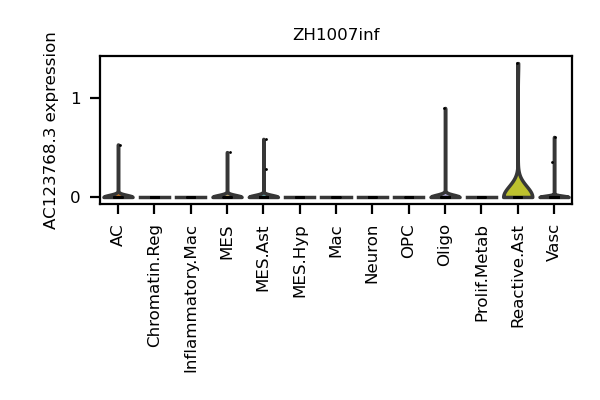 ZH1007inf
AC123768.3 expression
1
0
AC
Chromatin.Reg
Inflammatory.Mac
MES
MES.Ast
MES.Hyp
Mac
Neuron
OPC
Oligo
Prolif.Metab
Reactive.Ast
Vasc